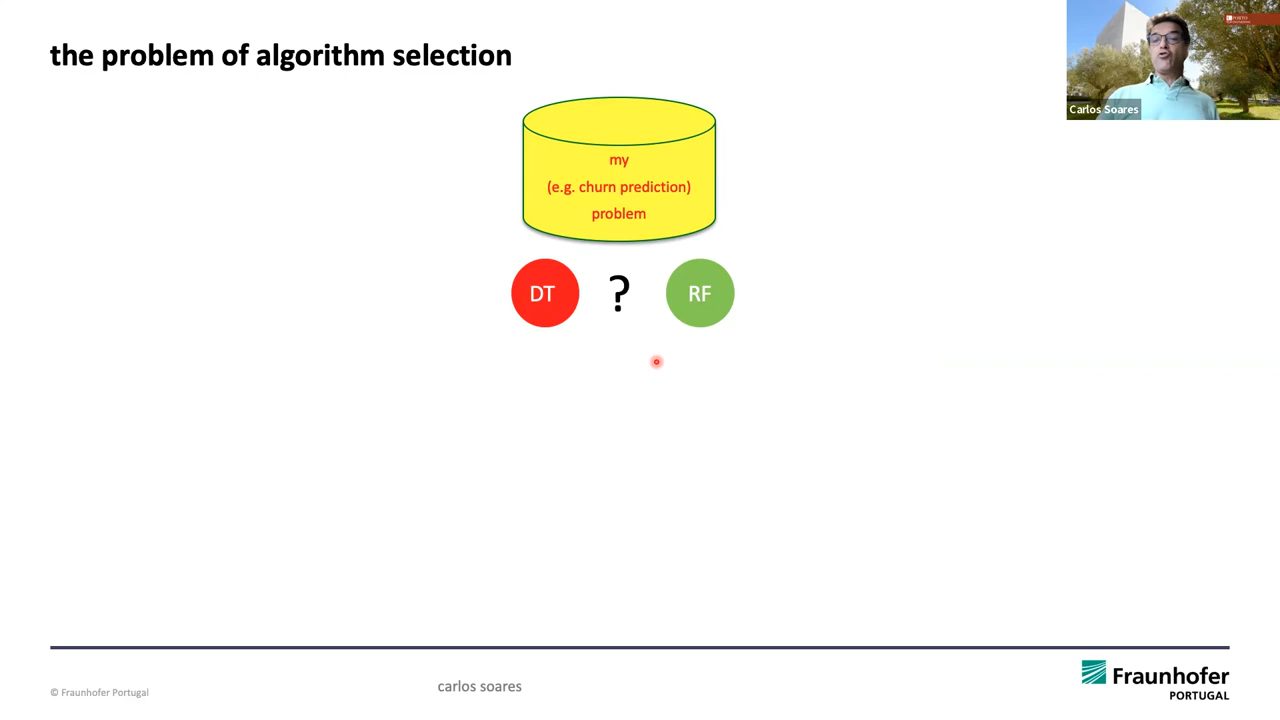 the problem of algorithm selection
PORTO
Carlos Soares
my
(e.g. churn prediction)
problem
DT
?
RF
© Fraunhofer Portugal
carlos soares
Fraunhofer
PORTUGAL